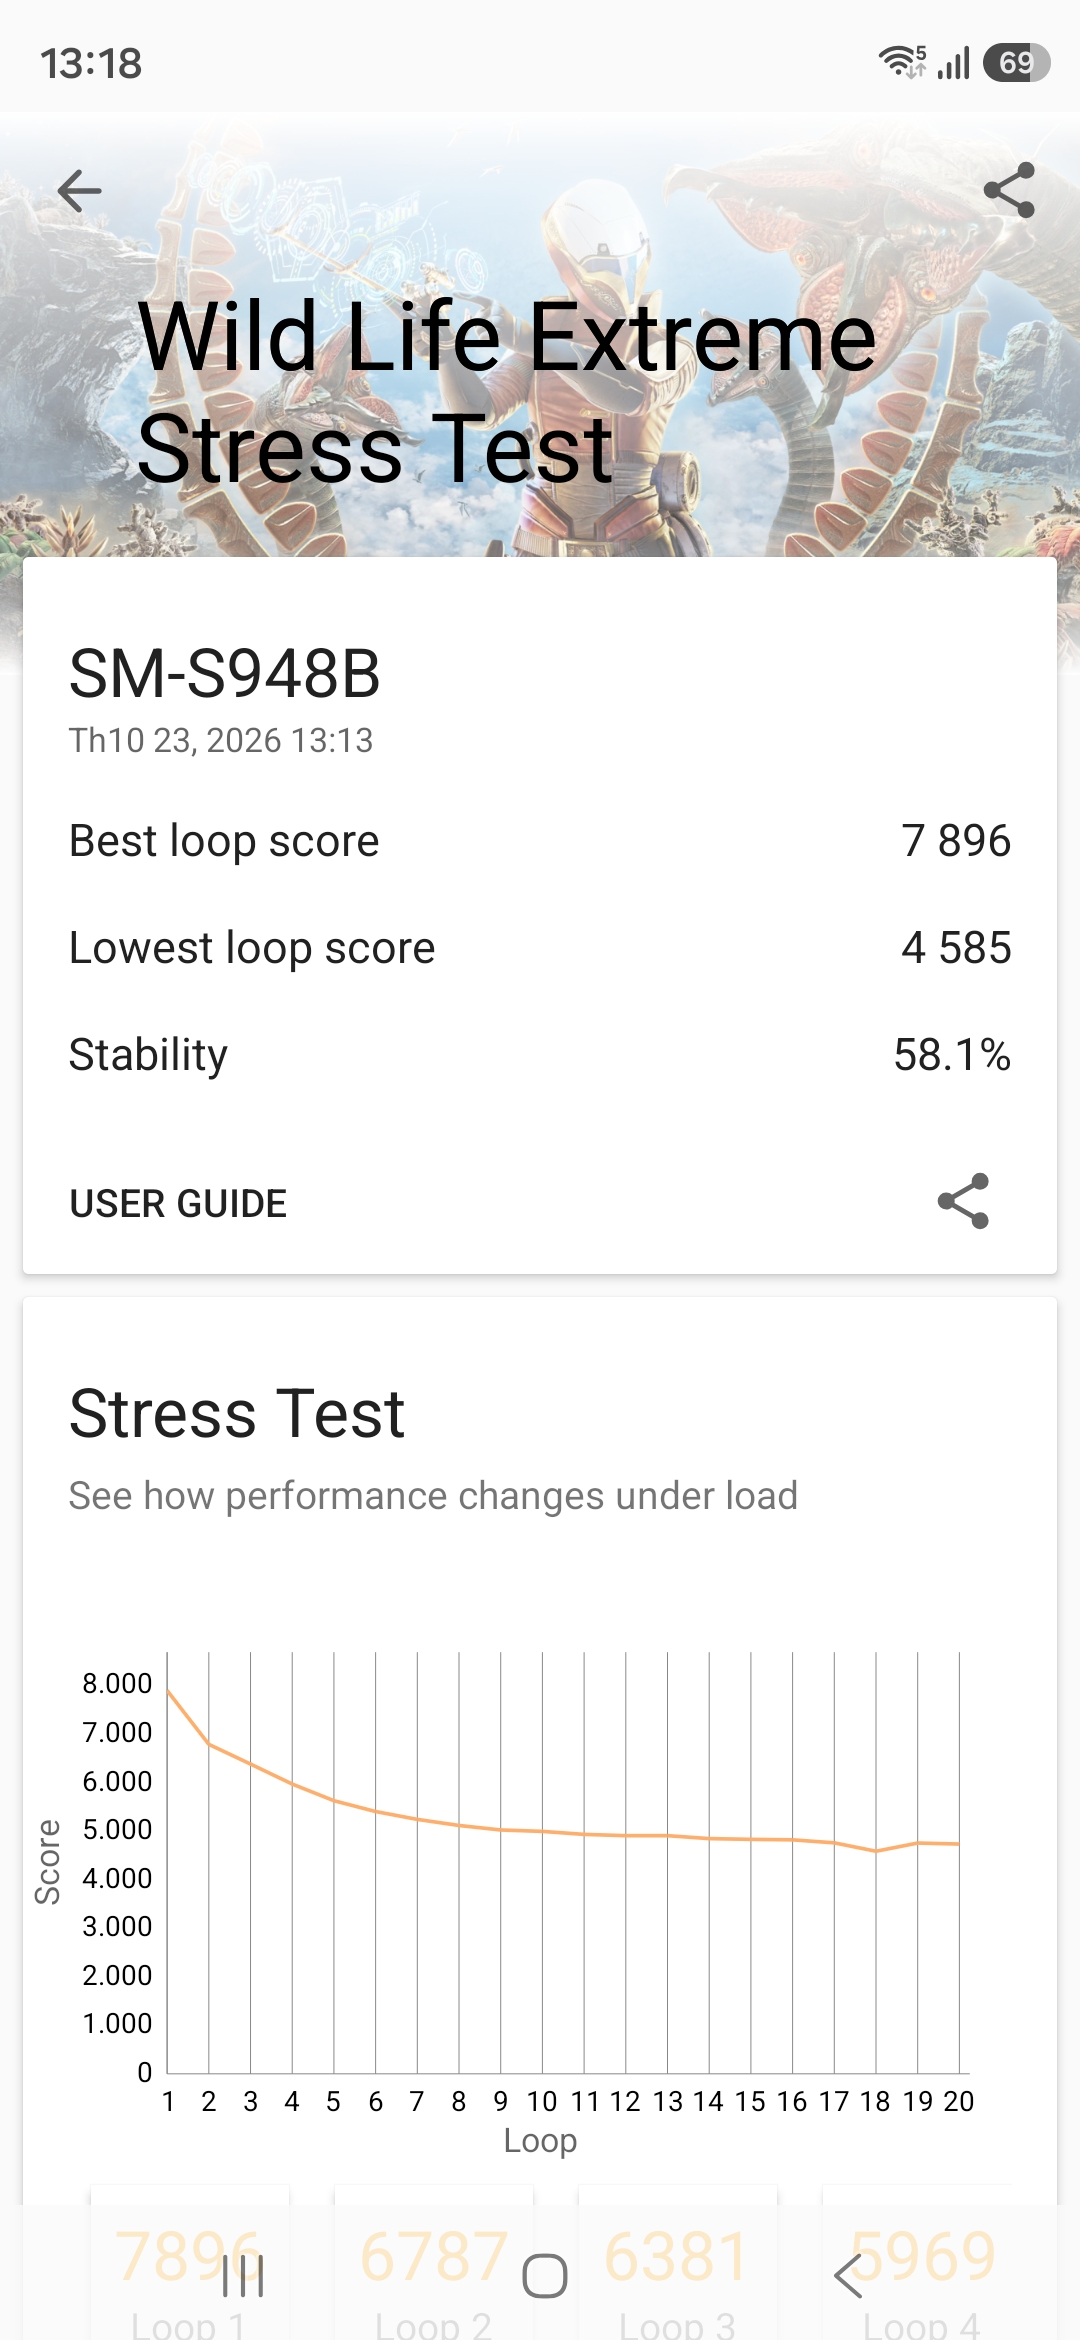 13:18
5
69
Wild Life Extreme
Stress Test
SM-S948B
Th10 23, 2026 13:13
Best loop score 7 896
Lowest loop score 4 585
Stability 58.1%
USER GUIDE
Stress Test
See how performance changes under load
8.000
7.000
6.000
5.000
4.000
3.000
2.000
1.000
0
Score
1 2 3 4 5 6 7 8 9 10 11 12 13 14 15 16 17 18 19 20
Loop
7896 6787 6381 5969
Loop 1 Loop 2 Loop 3 Loop 4